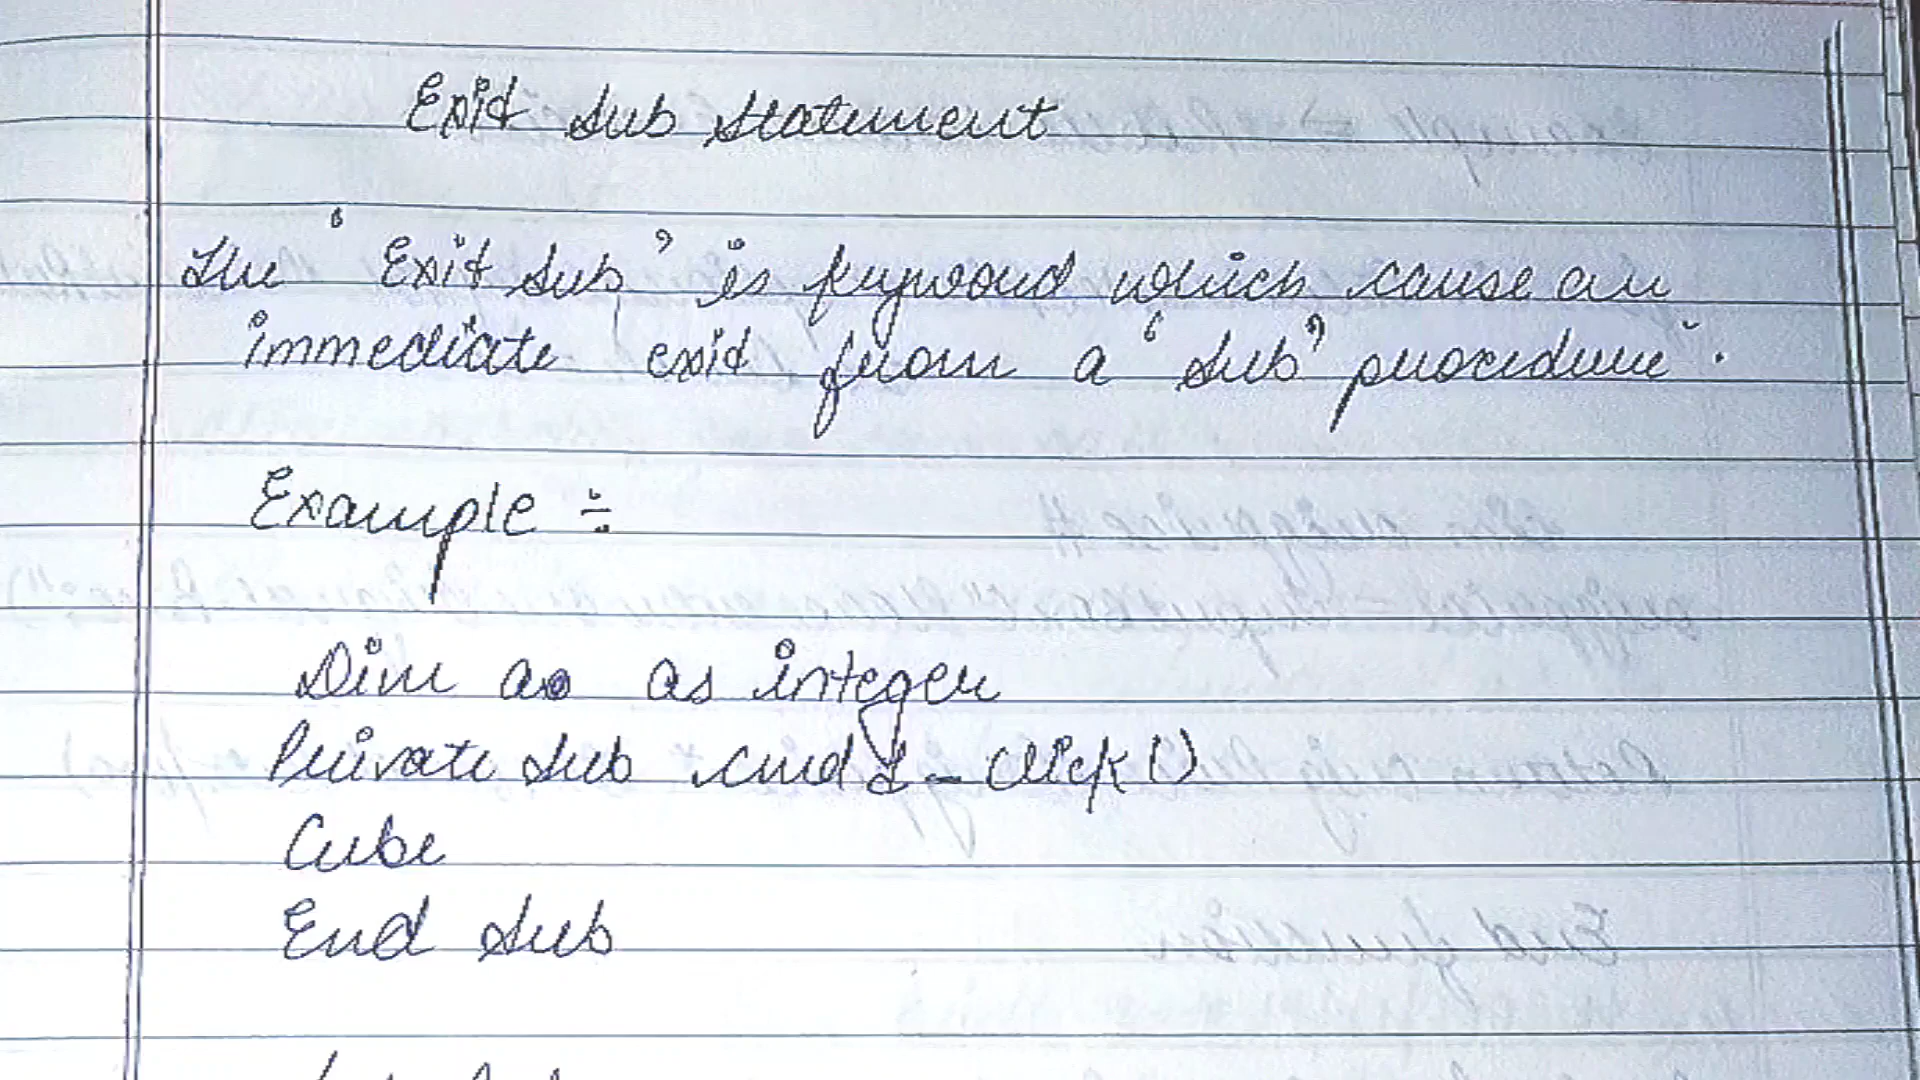 Exit Sub Statement
The 'Exit Sub' is keyword which cause an
immediate exit from a 'Sub' procedure.
Example ÷
Dim a as integer
Private Sub cmd1_Click()
Cube
End Sub